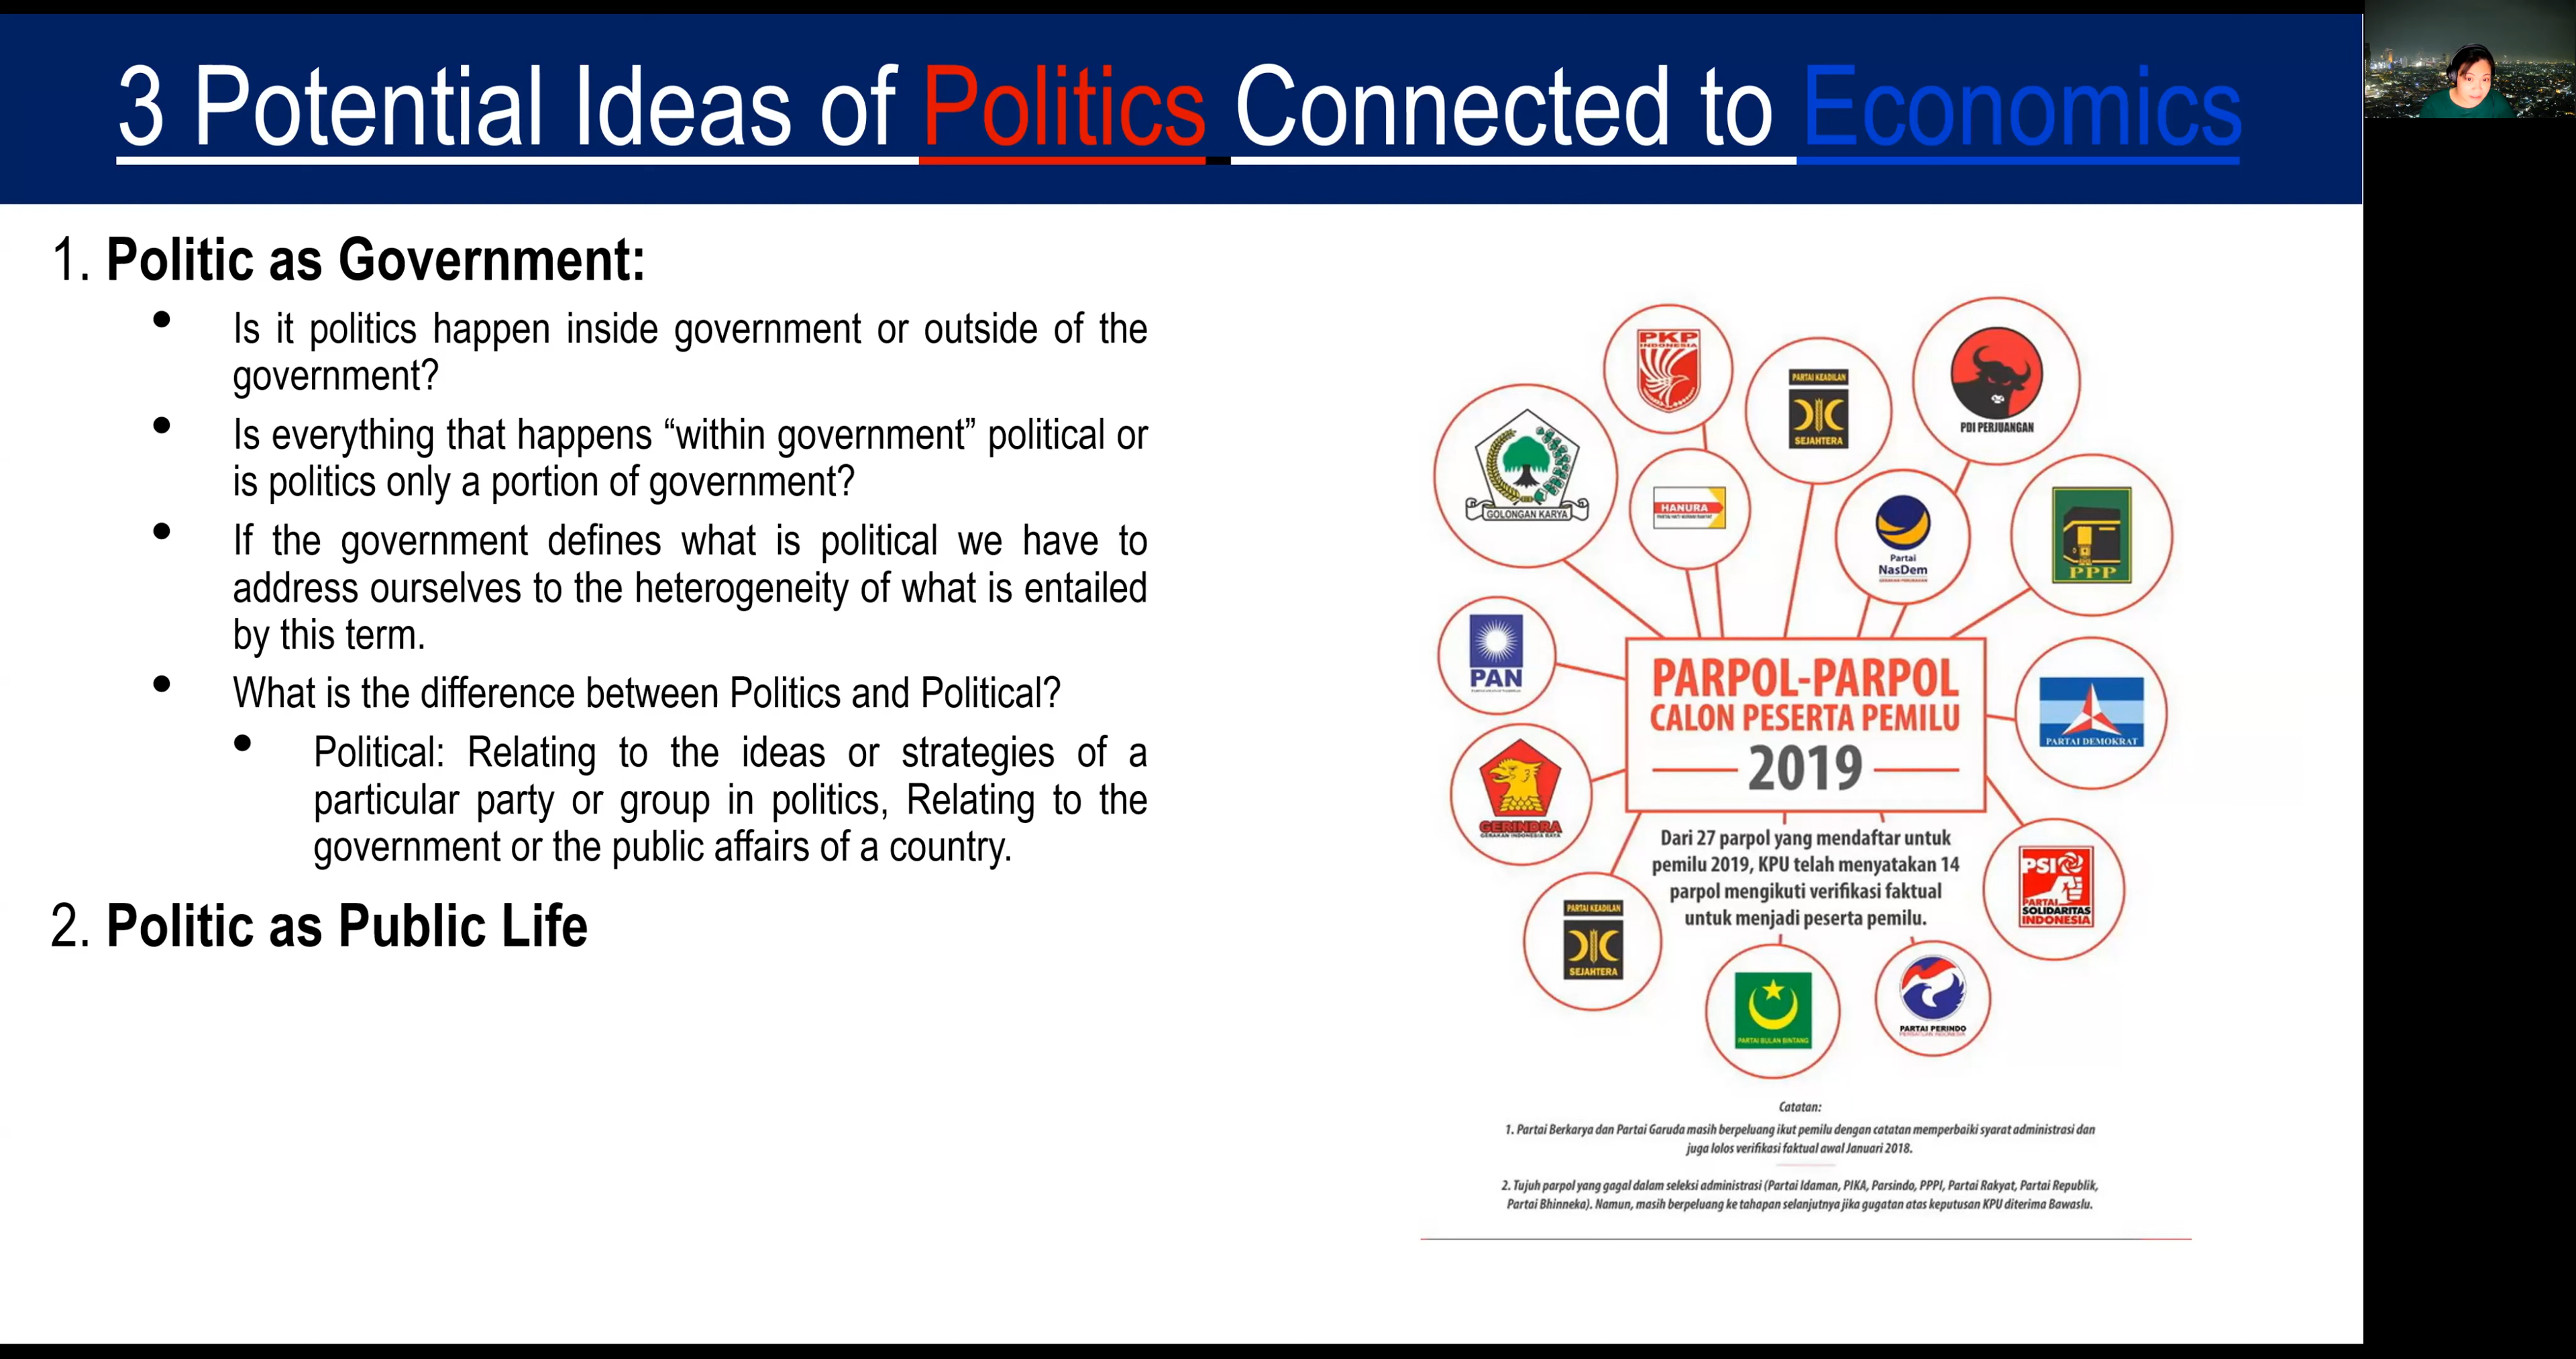 3 Potential Ideas of Politics Connected to Economics
1. Politic as Government:
• Is it politics happen inside government or outside of the
government?
• Is everything that happens “within government” political or
is politics only a portion of government?
• If the government defines what is political we have to
address ourselves to the heterogeneity of what is entailed
by this term.
• What is the difference between Politics and Political?
• Political: Relating to the ideas or strategies of a
particular party or group in politics, Relating to the
government or the public affairs of a country.
2. Politic as Public Life
PKP
INDONESIA
PARTAI KEADILAN
SEJAHTERA
PDI PERJUANGAN
GOLONGAN KARYA
HANURA
Partai
NasDem
PPP
PAN
PARPOL-PARPOL
CALON PESERTA PEMILU
2019
PARTAI DEMOKRAT
GERINDRA
GERAKAN INDONESIA RAYA
Dari 27 parpol yang mendaftar untuk
pemilu 2019, KPU telah menyatakan 14
parpol mengikuti verifikasi faktual
untuk menjadi peserta pemilu.
PSI
PARTAI
SOLIDARITAS
INDONESIA
PARTAI KEADILAN
SEJAHTERA
PARTAI BULAN BINTANG
PARTAI PERINDO
Catatan:
1. Partai Berkarya dan Partai Garuda masih berpeluang ikut pemilu dengan catatan memperbaiki syarat administrasi dan
juga lolos verifikasi faktual awal Januari 2018.
2. Tujuh parpol yang gagal dalam seleksi administrasi (Partai Idaman, PIKA, Parsindo, PPPI, Partai Rakyat, Partai Republik,
Partai Bhinneka). Namun, masih berpeluang ke tahapan selanjutnya jika gugatan atas keputusan KPU diterima Bawaslu.